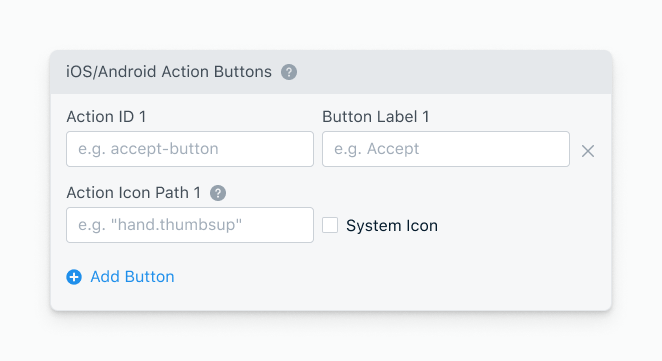 iOS/Android Action Buttons ?
Action ID 1
Button Label 1
e.g. accept-button
e.g. Accept
Action Icon Path 1 ?
e.g. "hand.thumbsup"
System Icon
Add Button